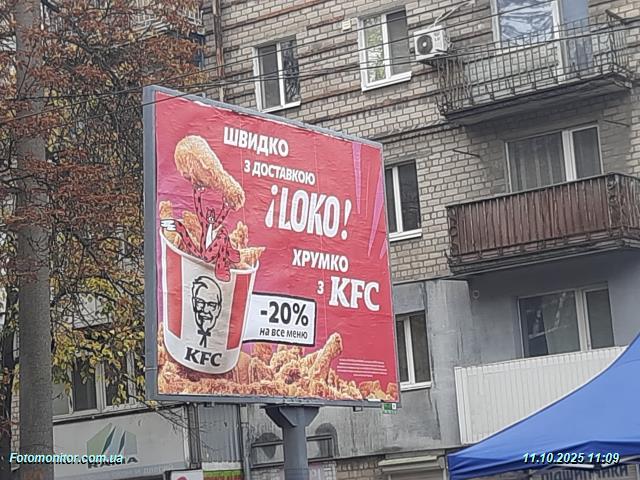 ШВИДКО
З ДОСТАВКОЮ
¡LOKO!
ХРУМКО
З KFC
-20%
на все меню
KFC
Fotomonitor.com.ua
11.10.2025 11:09